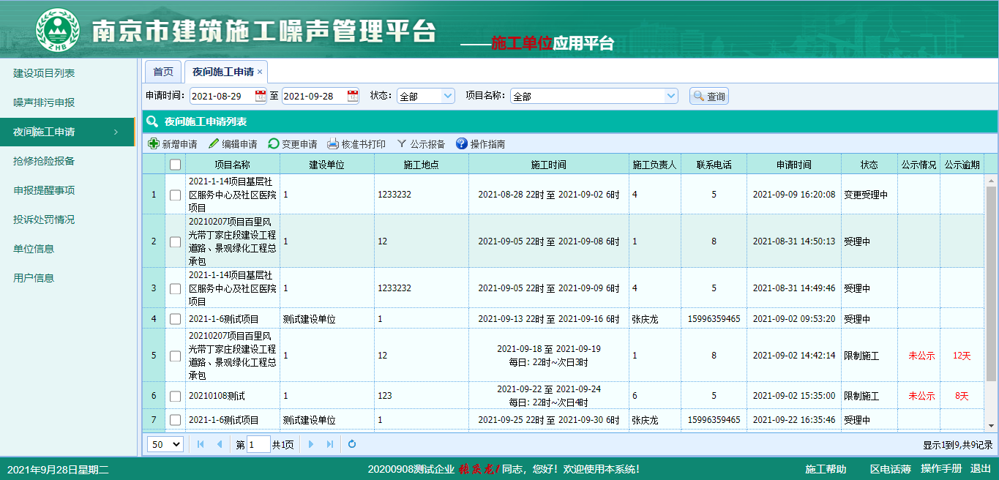 南京市建筑施工噪声管理平台
——施工单位应用平台
ZHB
建设项目列表
噪声排污申报
夜间施工申请
抢修抢险报备
申报提醒事项
投诉处罚情况
单位信息
用户信息
首页 夜间施工申请 ×
申请时间: 2021-08-29 至 2021-09-28 状态: 全部 项目名称: 全部 查询
夜间施工申请列表
新增申请 编辑申请 变更申请 核准书打印 公示报备 操作指南
项目名称 建设单位 施工地点 施工时间 施工负责人 联系电话 申请时间 状态 公示情况 公示逾期
1 2021-1-14项目基层社
区服务中心及社区医院
项目 1 1233232 2021-08-28 22时 至 2021-09-02 6时 4 5 2021-09-09 16:20:08 变更受理中
2 20210207项目百里风
光带丁家庄段建设工程
道路、景观绿化工程总
承包 1 12 2021-09-05 22时 至 2021-09-08 6时 1 8 2021-08-31 14:50:13 受理中
3 2021-1-14项目基层社
区服务中心及社区医院
项目 1 1233232 2021-09-05 22时 至 2021-09-09 6时 4 5 2021-08-31 14:49:46 受理中
4 2021-1-6测试项目 测试建设单位 1 2021-09-13 22时 至 2021-09-16 6时 张庆龙 15996359465 2021-09-02 09:53:20 受理中
5 20210207项目百里风
光带丁家庄段建设工程
道路、景观绿化工程总
承包 1 12 2021-09-18 至 2021-09-19
每日: 22时~次日3时 1 8 2021-09-02 14:42:14 限制施工 未公示 12天
6 20210108测试 1 123 2021-09-22 至 2021-09-24
每日: 22时~次日4时 6 5 2021-09-02 15:35:00 限制施工 未公示 8天
7 2021-1-6测试项目 测试建设单位 1 2021-09-25 22时 至 2021-09-30 6时 张庆龙 15996359465 2021-09-22 16:35:46 受理中
50 第 1 共1页 显示1到9,共9记录
2021年9月28日星期二 20200908测试企业 张庆龙! 同志，您好！欢迎使用本系统！ 施工帮助 区电话薄 操作手册 退出